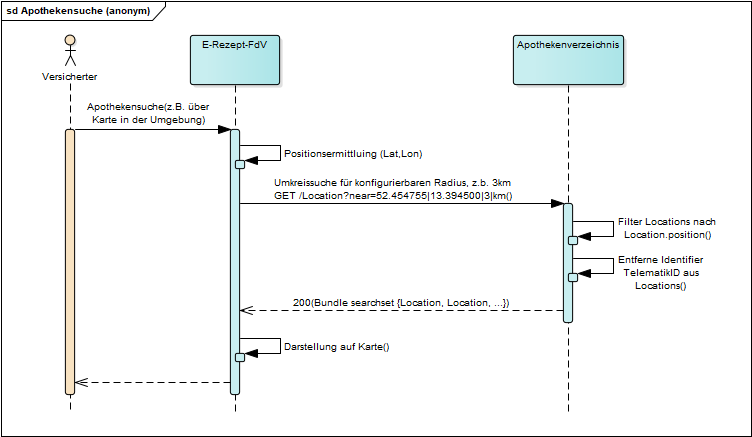 sd Apothekensuche (anonym)
Versicherter
E-Rezept-FdV
Apothekenverzeichnis
Apothekensuche(z.B. über
Karte in der Umgebung)
Positionsermittluing (Lat,Lon)
Umkreissuche für konfigurierbaren Radius, z.b. 3km
GET /Location?near=52.454755|13.394500|3|km()
Filter Locations nach
Location.position()
Entferne Identifier
TelematikID aus
Locations()
200(Bundle searchset {Location, Location, ...})
Darstellung auf Karte()